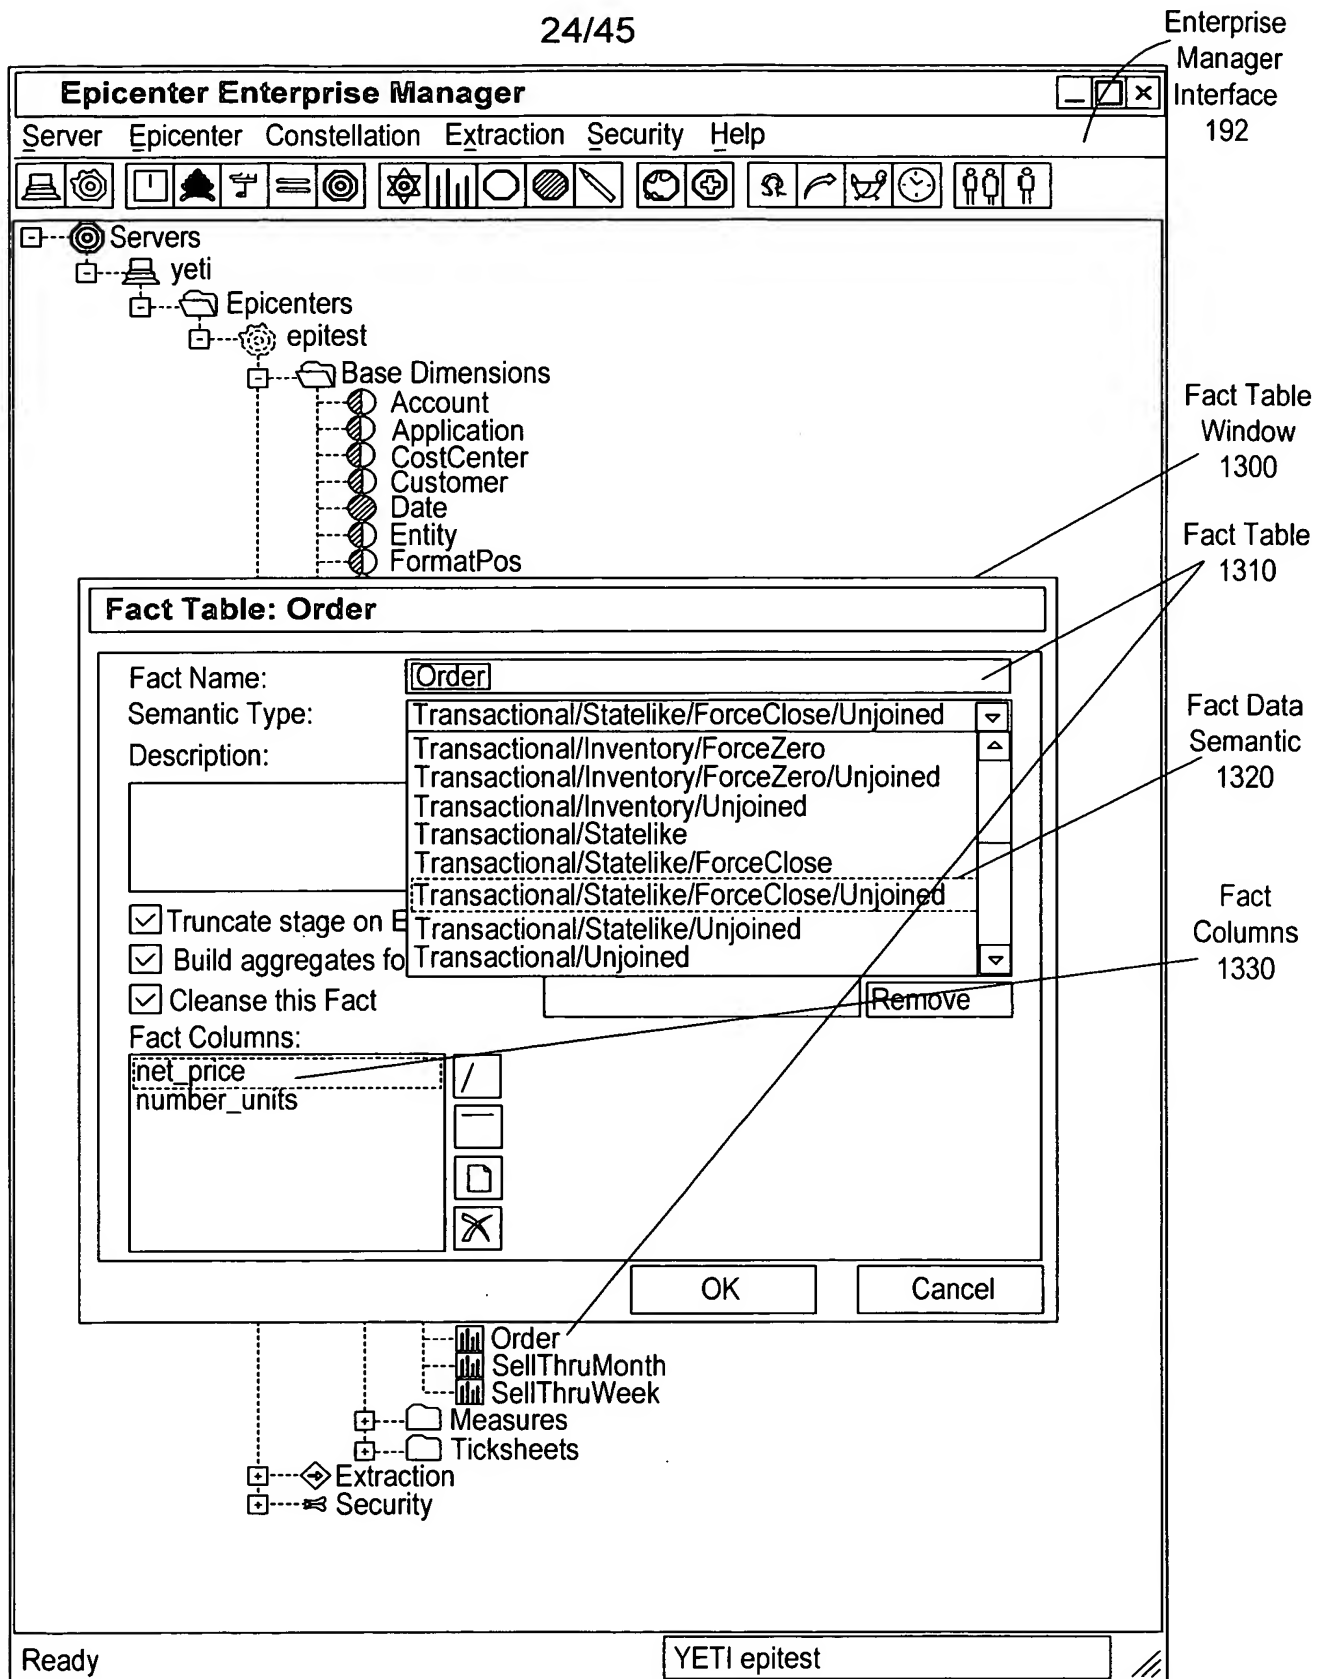 24/45
Enterprise
Manager
Interface
192
Epicenter Enterprise Manager
Server Epicenter Constellation Extraction Security Help
Servers
yeti
Epicenters
epitest
Base Dimensions
Account
Application
CostCenter
Customer
Date
Entity
FormatPos
Fact Table
Window
1300
Fact Table
1310
Fact Table: Order
Fact Name: Order
Semantic Type: Transactional/Statelike/ForceClose/Unjoined
Description:
Transactional/Inventory/ForceZero
Transactional/Inventory/ForceZero/Unjoined
Transactional/Inventory/Unjoined
Transactional/Statelike
Transactional/Statelike/ForceClose
Transactional/Statelike/ForceClose/Unjoined
Transactional/Statelike/Unjoined
Transactional/Unjoined
Fact Data
Semantic
1320
Fact
Columns
1330
Truncate stage on E
Build aggregates fo
Cleanse this Fact
Remove
Fact Columns:
net_price
number_units
OK Cancel
Order
SellThruMonth
SellThruWeek
Measures
Ticksheets
Extraction
Security
Ready YETI epitest